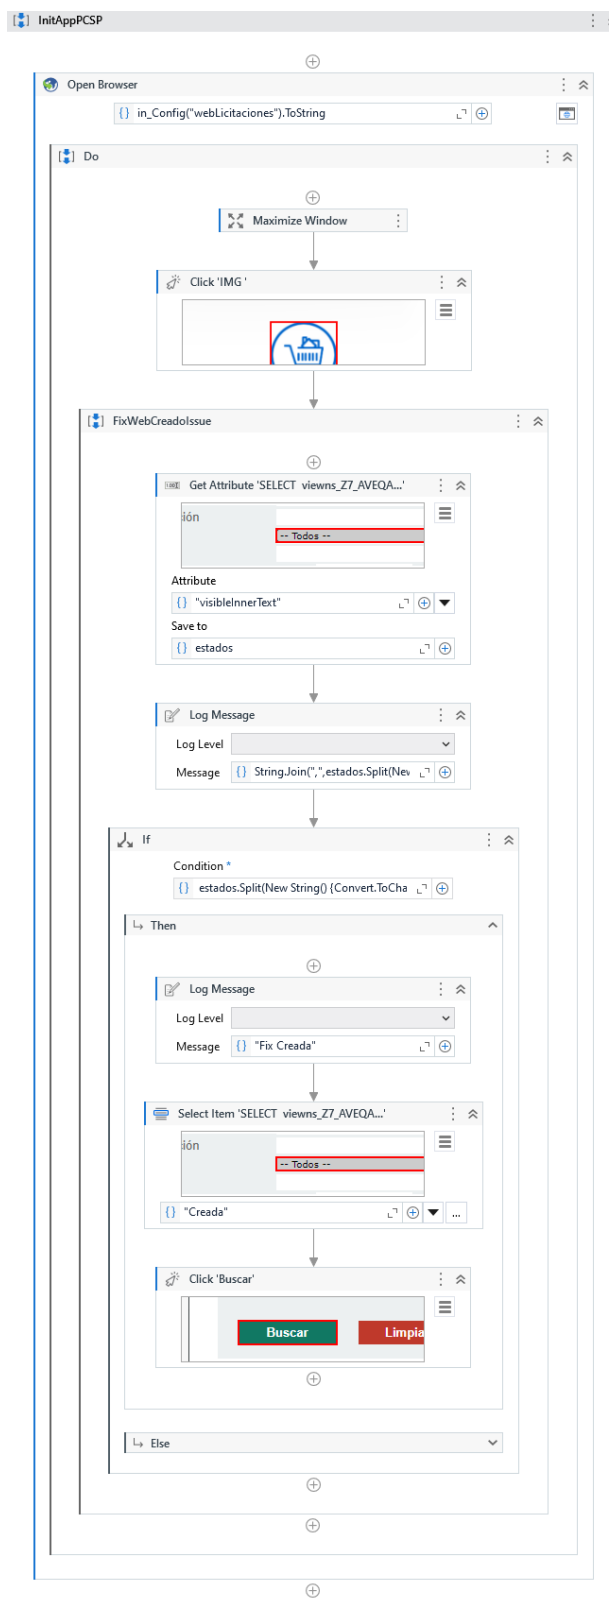 InitAppPCSP
Open Browser
in_Config("webLicitaciones").ToString
Do
Maximize Window
Click 'IMG '
FixWebCreadoIssue
Get Attribute 'SELECT viewns_Z7_AVEQA...'
ión
-- Todos --
Attribute
"visibleInnerText"
Save to
estados
Log Message
Log Level
Message String.Join(",",estados.Split(Nev
If
Condition *
estados.Split(New String() {Convert.ToCha
Then
Log Message
Log Level
Message "Fix Creada"
Select Item 'SELECT viewns_Z7_AVEQA...'
ión
-- Todos --
"Creada"
...
Click 'Buscar'
Buscar Limpia
Else